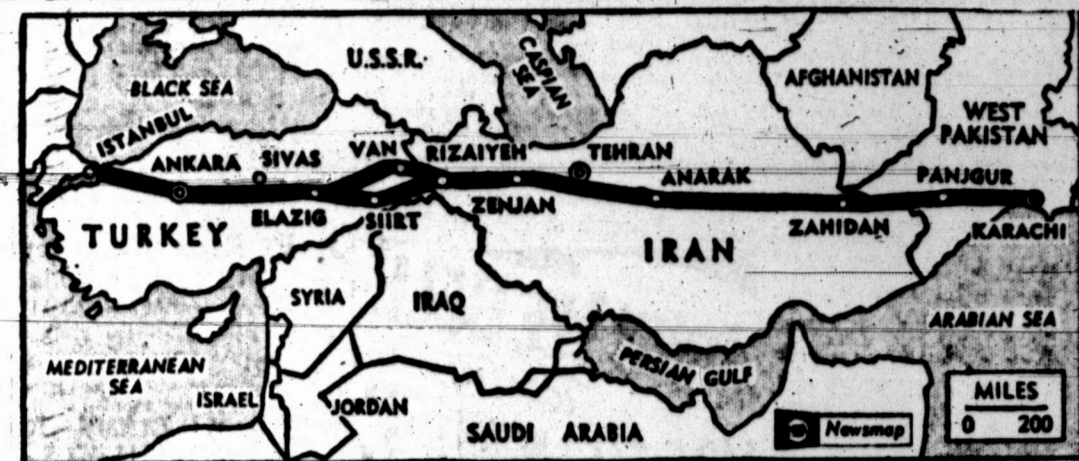 U.S.S.R.
CASPIAN
SEA
AFGHANISTAN
BLACK SEA
WEST
PAKISTAN
ISTANBUL
ANKARA
SIVAS
VAN
RIZAIYEH
TEHRAN
ANARAK
PANJGUR
ELAZIG
SIIRT
ZENJAN
ZAHIDAN
KARACHI
TURKEY
IRAN
SYRIA
IRAQ
ARABIAN SEA
MEDITERRANEAN
SEA
PERSIAN GULF
ISRAEL
JORDAN
SAUDI ARABIA
Newsmap
MILES
0 200